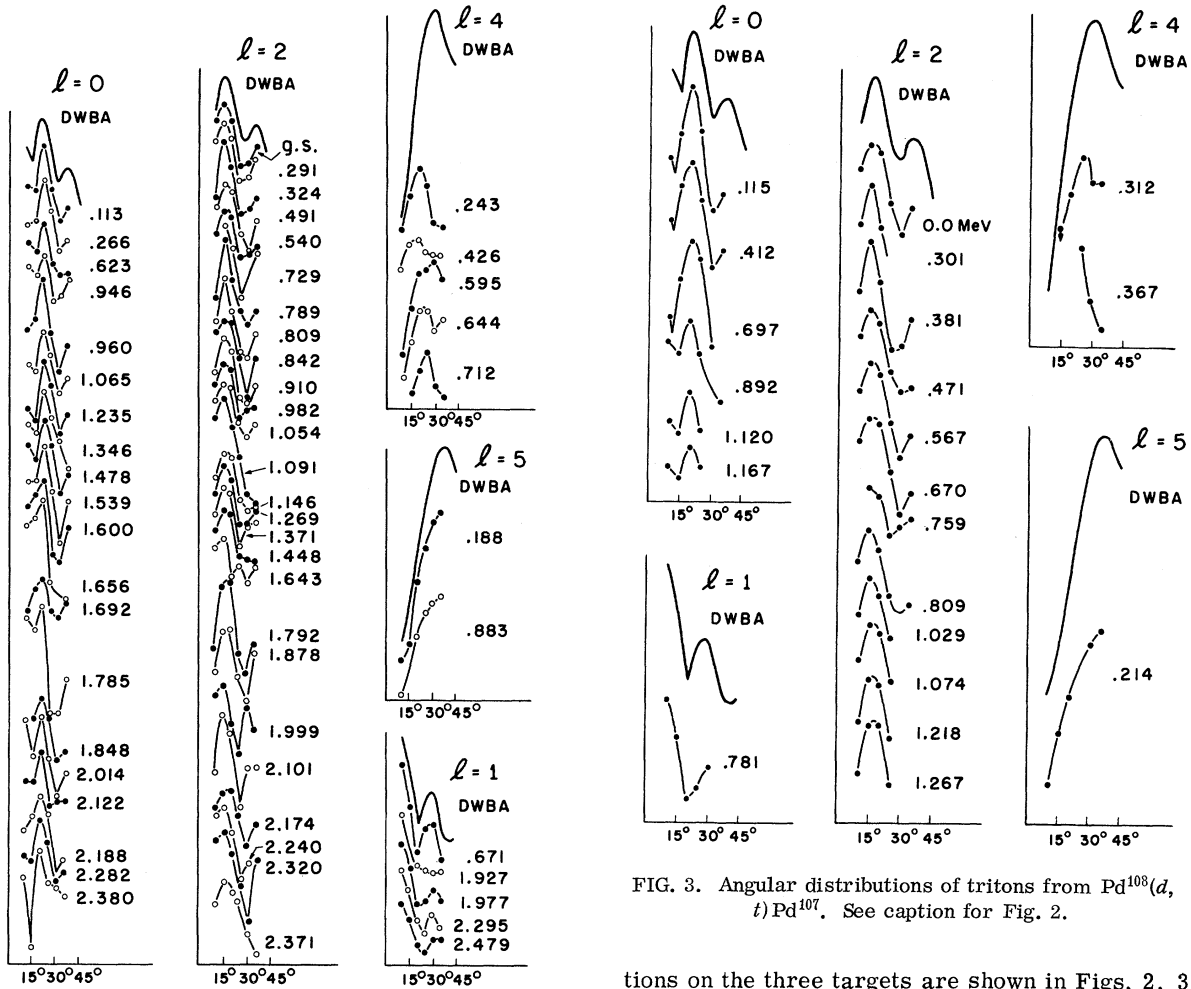 ℓ = 0
DWBA
.113
.266
.623
.946
.960
1.065
1.235
1.346
1.478
1.539
1.600
1.656
1.692
1.785
1.848
2.014
2.122
2.188
2.282
2.380
15° 30° 45°
ℓ = 2
DWBA
g.s.
.291
.324
.491
.540
.729
.789
.809
.842
.910
.982
1.054
1.091
1.146
1.269
1.371
1.448
1.643
1.792
1.878
1.999
2.101
2.174
2.240
2.320
2.371
15° 30° 45°
ℓ = 4
DWBA
.243
.426
.595
.644
.712
15° 30° 45°
ℓ = 5
DWBA
.188
.883
15° 30° 45°
ℓ = 1
DWBA
.671
1.927
1.977
2.295
2.479
15° 30° 45°
ℓ = 0
DWBA
.115
.412
.697
.892
1.120
1.167
15° 30° 45°
ℓ = 1
DWBA
.781
15° 30° 45°
ℓ = 2
DWBA
0.0 MeV
.301
.381
.471
.567
.670
.759
.809
1.029
1.074
1.218
1.267
15° 30° 45°
ℓ = 4
DWBA
.312
.367
15° 30° 45°
ℓ = 5
DWBA
.214
15° 30° 45°
FIG. 3. Angular distributions of tritons from Pd¹⁰⁸(d,
t)Pd¹⁰⁷. See caption for Fig. 2.
tions on the three targets are shown in Figs. 2, 3